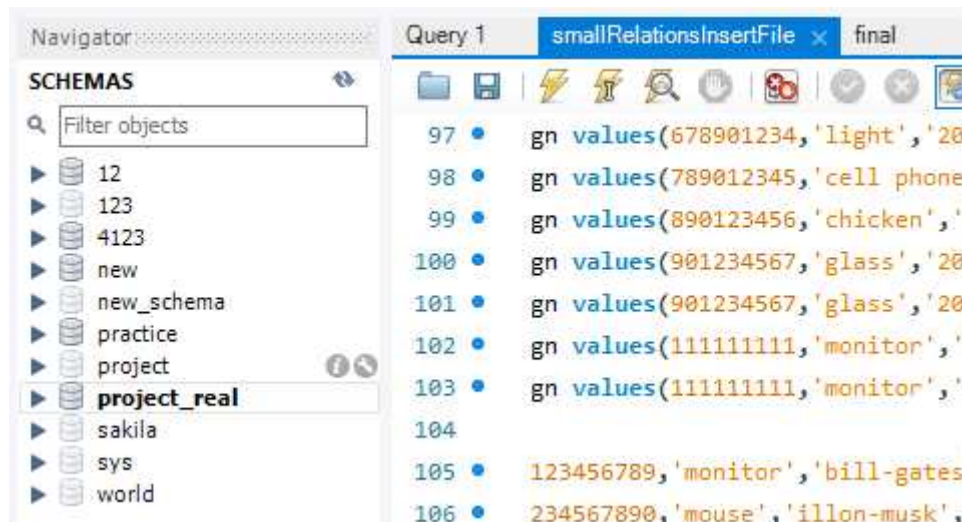 Navigator
SCHEMAS
Filter objects
12
123
4123
new
new_schema
practice
project
project_real
sakila
sys
world
Query 1
smallRelationsInsertFile
final
97 gn values(678901234,'light','20
98 gn values(789012345,'cell phone
99 gn values(890123456,'chicken','
100 gn values(901234567,'glass','20
101 gn values(901234567,'glass','20
102 gn values(111111111,'monitor','
103 gn values(111111111,'monitor','
104
105 123456789,'monitor','bill-gates
106 234567890,'mouse','illon-musk',